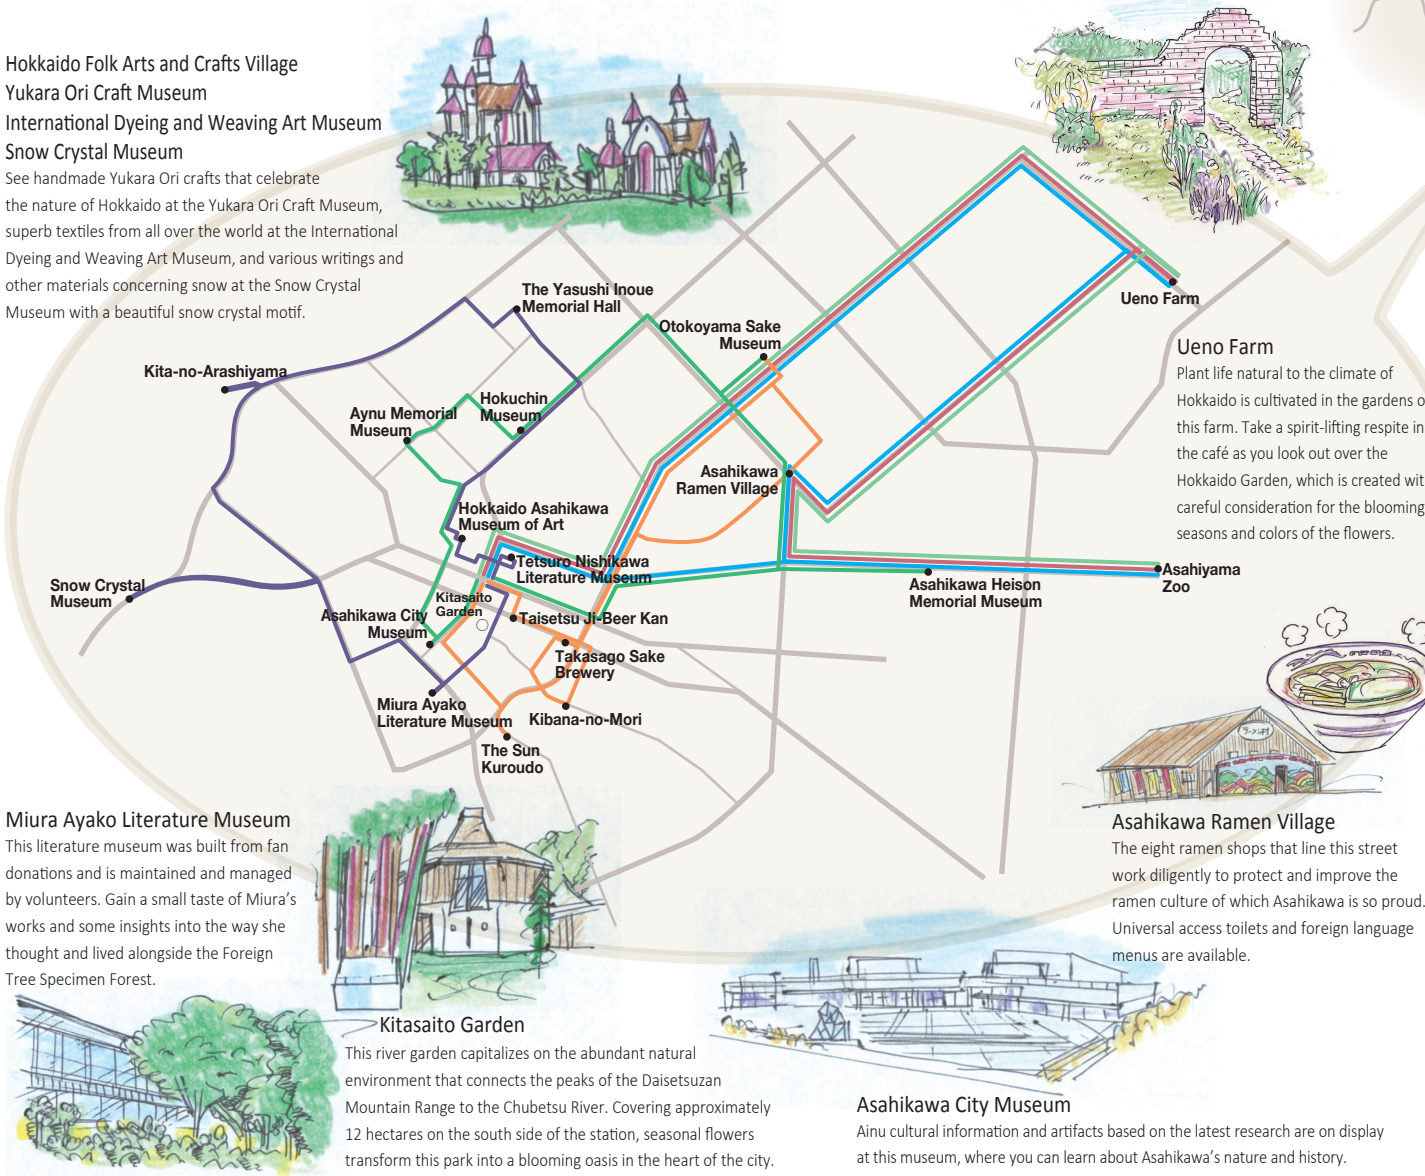 Hokkaido Folk Arts and Crafts Village
Yukara Ori Craft Museum
International Dyeing and Weaving Art Museum
Snow Crystal Museum
See handmade Yukara Ori crafts that celebrate
the nature of Hokkaido at the Yukara Ori Craft Museum,
superb textiles from all over the world at the International
Dyeing and Weaving Art Museum, and various writings and
other materials concerning snow at the Snow Crystal
Museum with a beautiful snow crystal motif.
The Yasushi Inoue
Memorial Hall
Ueno Farm
Otokoyama Sake
Museum
Kita-no-Arashiyama
Hokuchin
Museum
Aynu Memorial
Museum
Asahikawa
Ramen Village
Hokkaido Asahikawa
Museum of Art
Tetsuro Nishikawa
Literature Museum
Snow Crystal
Museum
Kitasaito
Garden
Asahikawa City
Museum
Taisetsu Ji-Beer Kan
Asahikawa Heison
Memorial Museum
Asahiyama
Zoo
Takasago Sake
Brewery
Miura Ayako
Literature Museum
Kibana-no-Mori
The Sun
Kuroudo
Ueno Farm
Plant life natural to the climate of
Hokkaido is cultivated in the gardens o
this farm. Take a spirit-lifting respite in
the café as you look out over the
Hokkaido Garden, which is created wit
careful consideration for the blooming
seasons and colors of the flowers.
Asahikawa Ramen Village
The eight ramen shops that line this street
work diligently to protect and improve the
ramen culture of which Asahikawa is so proud.
Universal access toilets and foreign language
menus are available.
Miura Ayako Literature Museum
This literature museum was built from fan
donations and is maintained and managed
by volunteers. Gain a small taste of Miura's
works and some insights into the way she
thought and lived alongside the Foreign
Tree Specimen Forest.
Kitasaito Garden
This river garden capitalizes on the abundant natural
environment that connects the peaks of the Daisetsuzan
Mountain Range to the Chubetsu River. Covering approximately
12 hectares on the south side of the station, seasonal flowers
transform this park into a blooming oasis in the heart of the city.
Asahikawa City Museum
Ainu cultural information and artifacts based on the latest research are on display
at this museum, where you can learn about Asahikawa's nature and history.